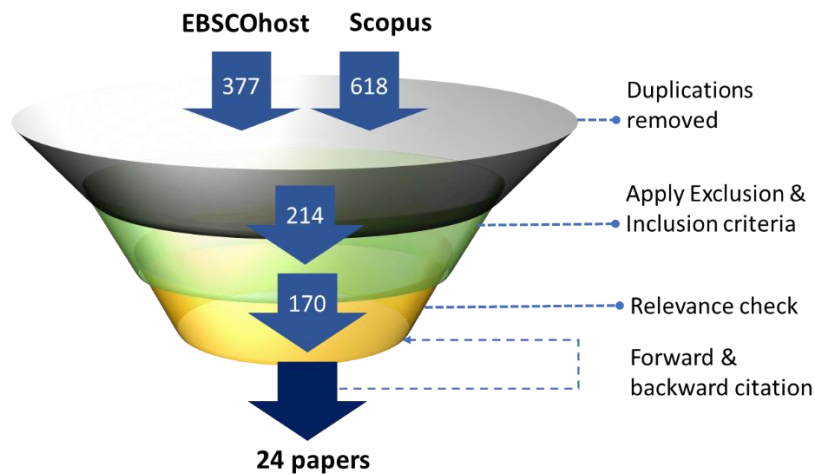 EBSCOhost
Scopus
377
618
Duplications
removed
214
Apply Exclusion &
Inclusion criteria
170
Relevance check
Forward &
backward citation
24 papers